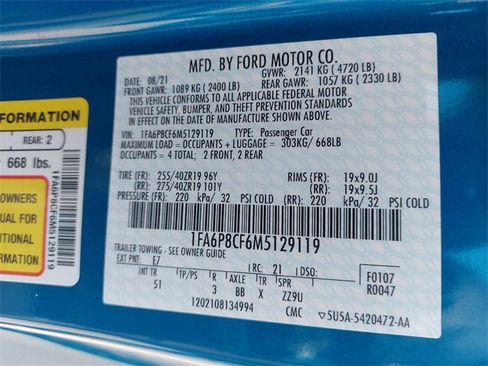 MFD. BY FORD MOTOR CO.
DATE: 08/21 GVWR: 2141 KG ( 4720 LB)
FRONT GAWR: 1089 KG ( 2400 LB) REAR GAWR: 1057 KG ( 2330 LB)
THIS VEHICLE CONFORMS TO ALL APPLICABLE FEDERAL MOTOR
VEHICLE SAFETY, BUMPER, AND THEFT PREVENTION STANDARDS
IN EFFECT ON THE DATE OF MANUFACTURE SHOWN ABOVE.
VIN: 1FA6P8CF6M5129119 TYPE: Passenger Car
MAXIMUM LOAD = OCCUPANTS + LUGGAGE = 303KG/ 668LB
OCCUPANTS = 4 TOTAL; 2 FRONT, 2 REAR
TIRE (FR): 255/40ZR19 96Y RIMS (FR): 19x9.0J
(RR): 275/40ZR19 101Y (RR): 19x9.5J
PRESSURE (FR): 220 kPa/ 32 PSI COLD (RR) 220 kPa/ 32 PSI COLD
1FA6P8CF6M5129119
TRAILER TOWING - SEE OWNER GUIDE
EXT PNT: E7 RC: 21 DSO: F0107
INT TR TP/PS R AXLE TR SPR R0047
51 3 BB X ZZ9U
1202108134994 CMC 5U5A-5420472-AA
FORMATION
REAR: 2
668 lbs.
OWNERS
UAL FOR
ITIONAL
RMATION
1FA6P8CF6M5129119